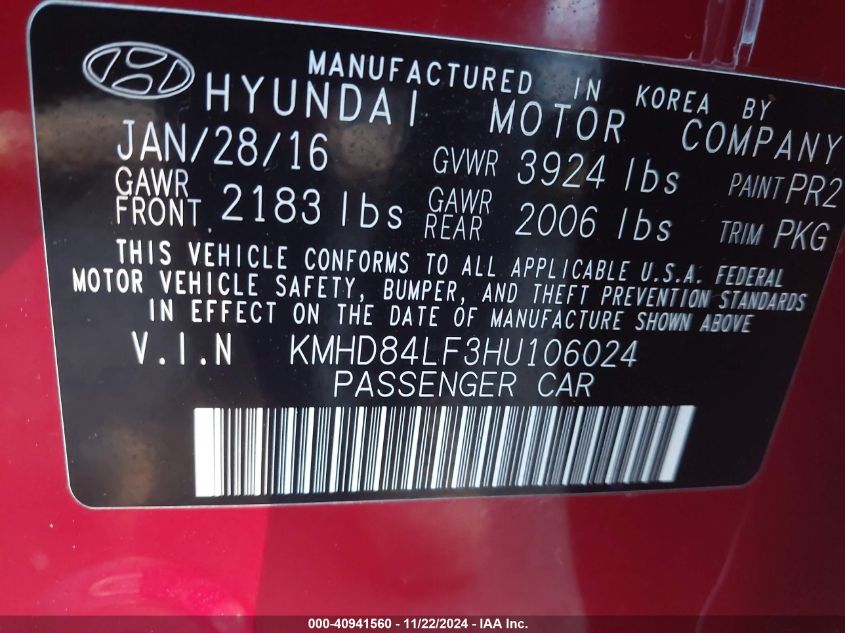 MANUFACTURED IN KOREA BY
HYUNDAI MOTOR COMPANY
JAN/28/16 GVWR 3924 lbs PAINT PR2
GAWR FRONT 2183 lbs GAWR REAR 2006 lbs TRIM PKG
THIS VEHICLE CONFORMS TO ALL APPLICABLE U.S.A. FEDERAL
MOTOR VEHICLE SAFETY, BUMPER, AND THEFT PREVENTION STANDARDS
IN EFFECT ON THE DATE OF MANUFACTURE SHOWN ABOVE
V.I.N KMHD84LF3HU106024
PASSENGER CAR
000-40941560 - 11/22/2024 - IAA Inc.